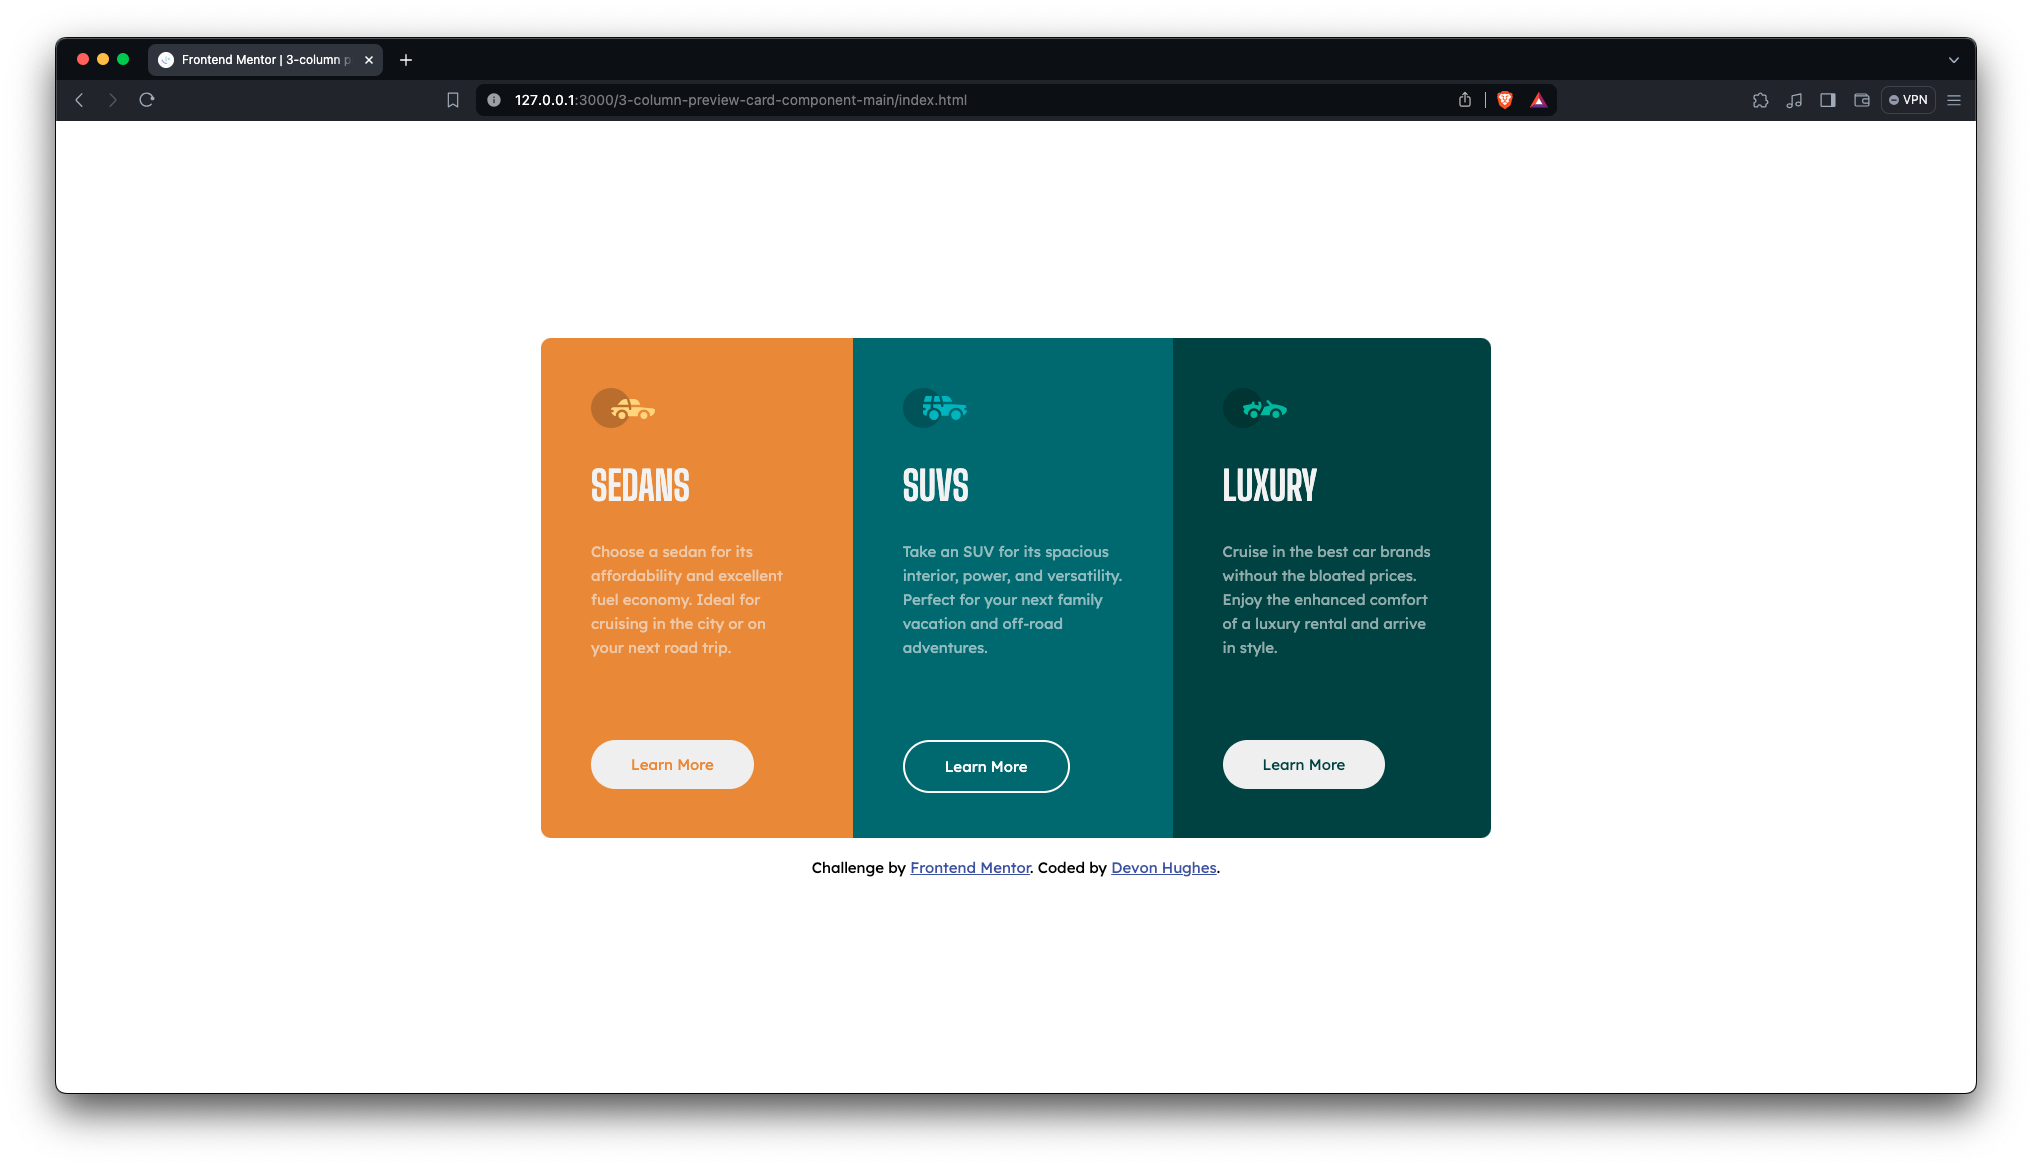 Frontend Mentor | 3-column p
127.0.0.1:3000/3-column-preview-card-component-main/index.html
VPN
SEDANS
Choose a sedan for its
affordability and excellent
fuel economy. Ideal for
cruising in the city or on
your next road trip.
Learn More
SUVS
Take an SUV for its spacious
interior, power, and versatility.
Perfect for your next family
vacation and off-road
adventures.
Learn More
LUXURY
Cruise in the best car brands
without the bloated prices.
Enjoy the enhanced comfort
of a luxury rental and arrive
in style.
Learn More
Challenge by Frontend Mentor. Coded by Devon Hughes.